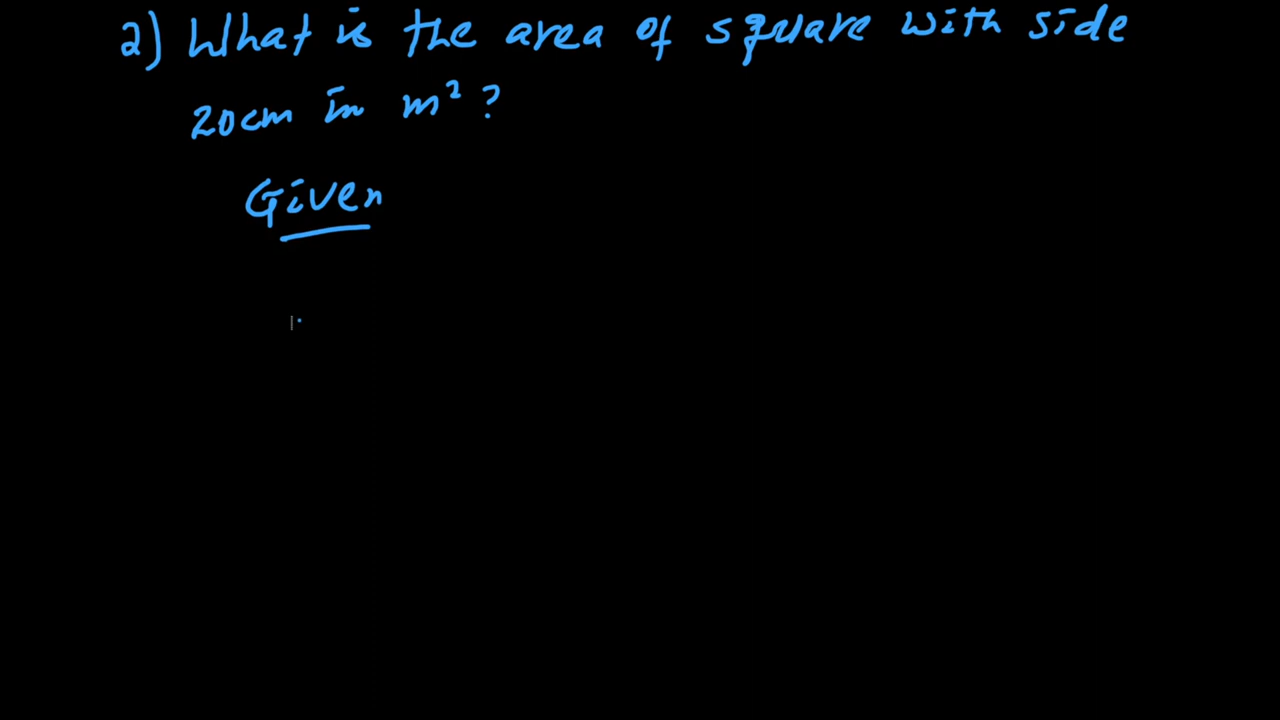 2) What is the area of square with side
20cm in m²?
Given